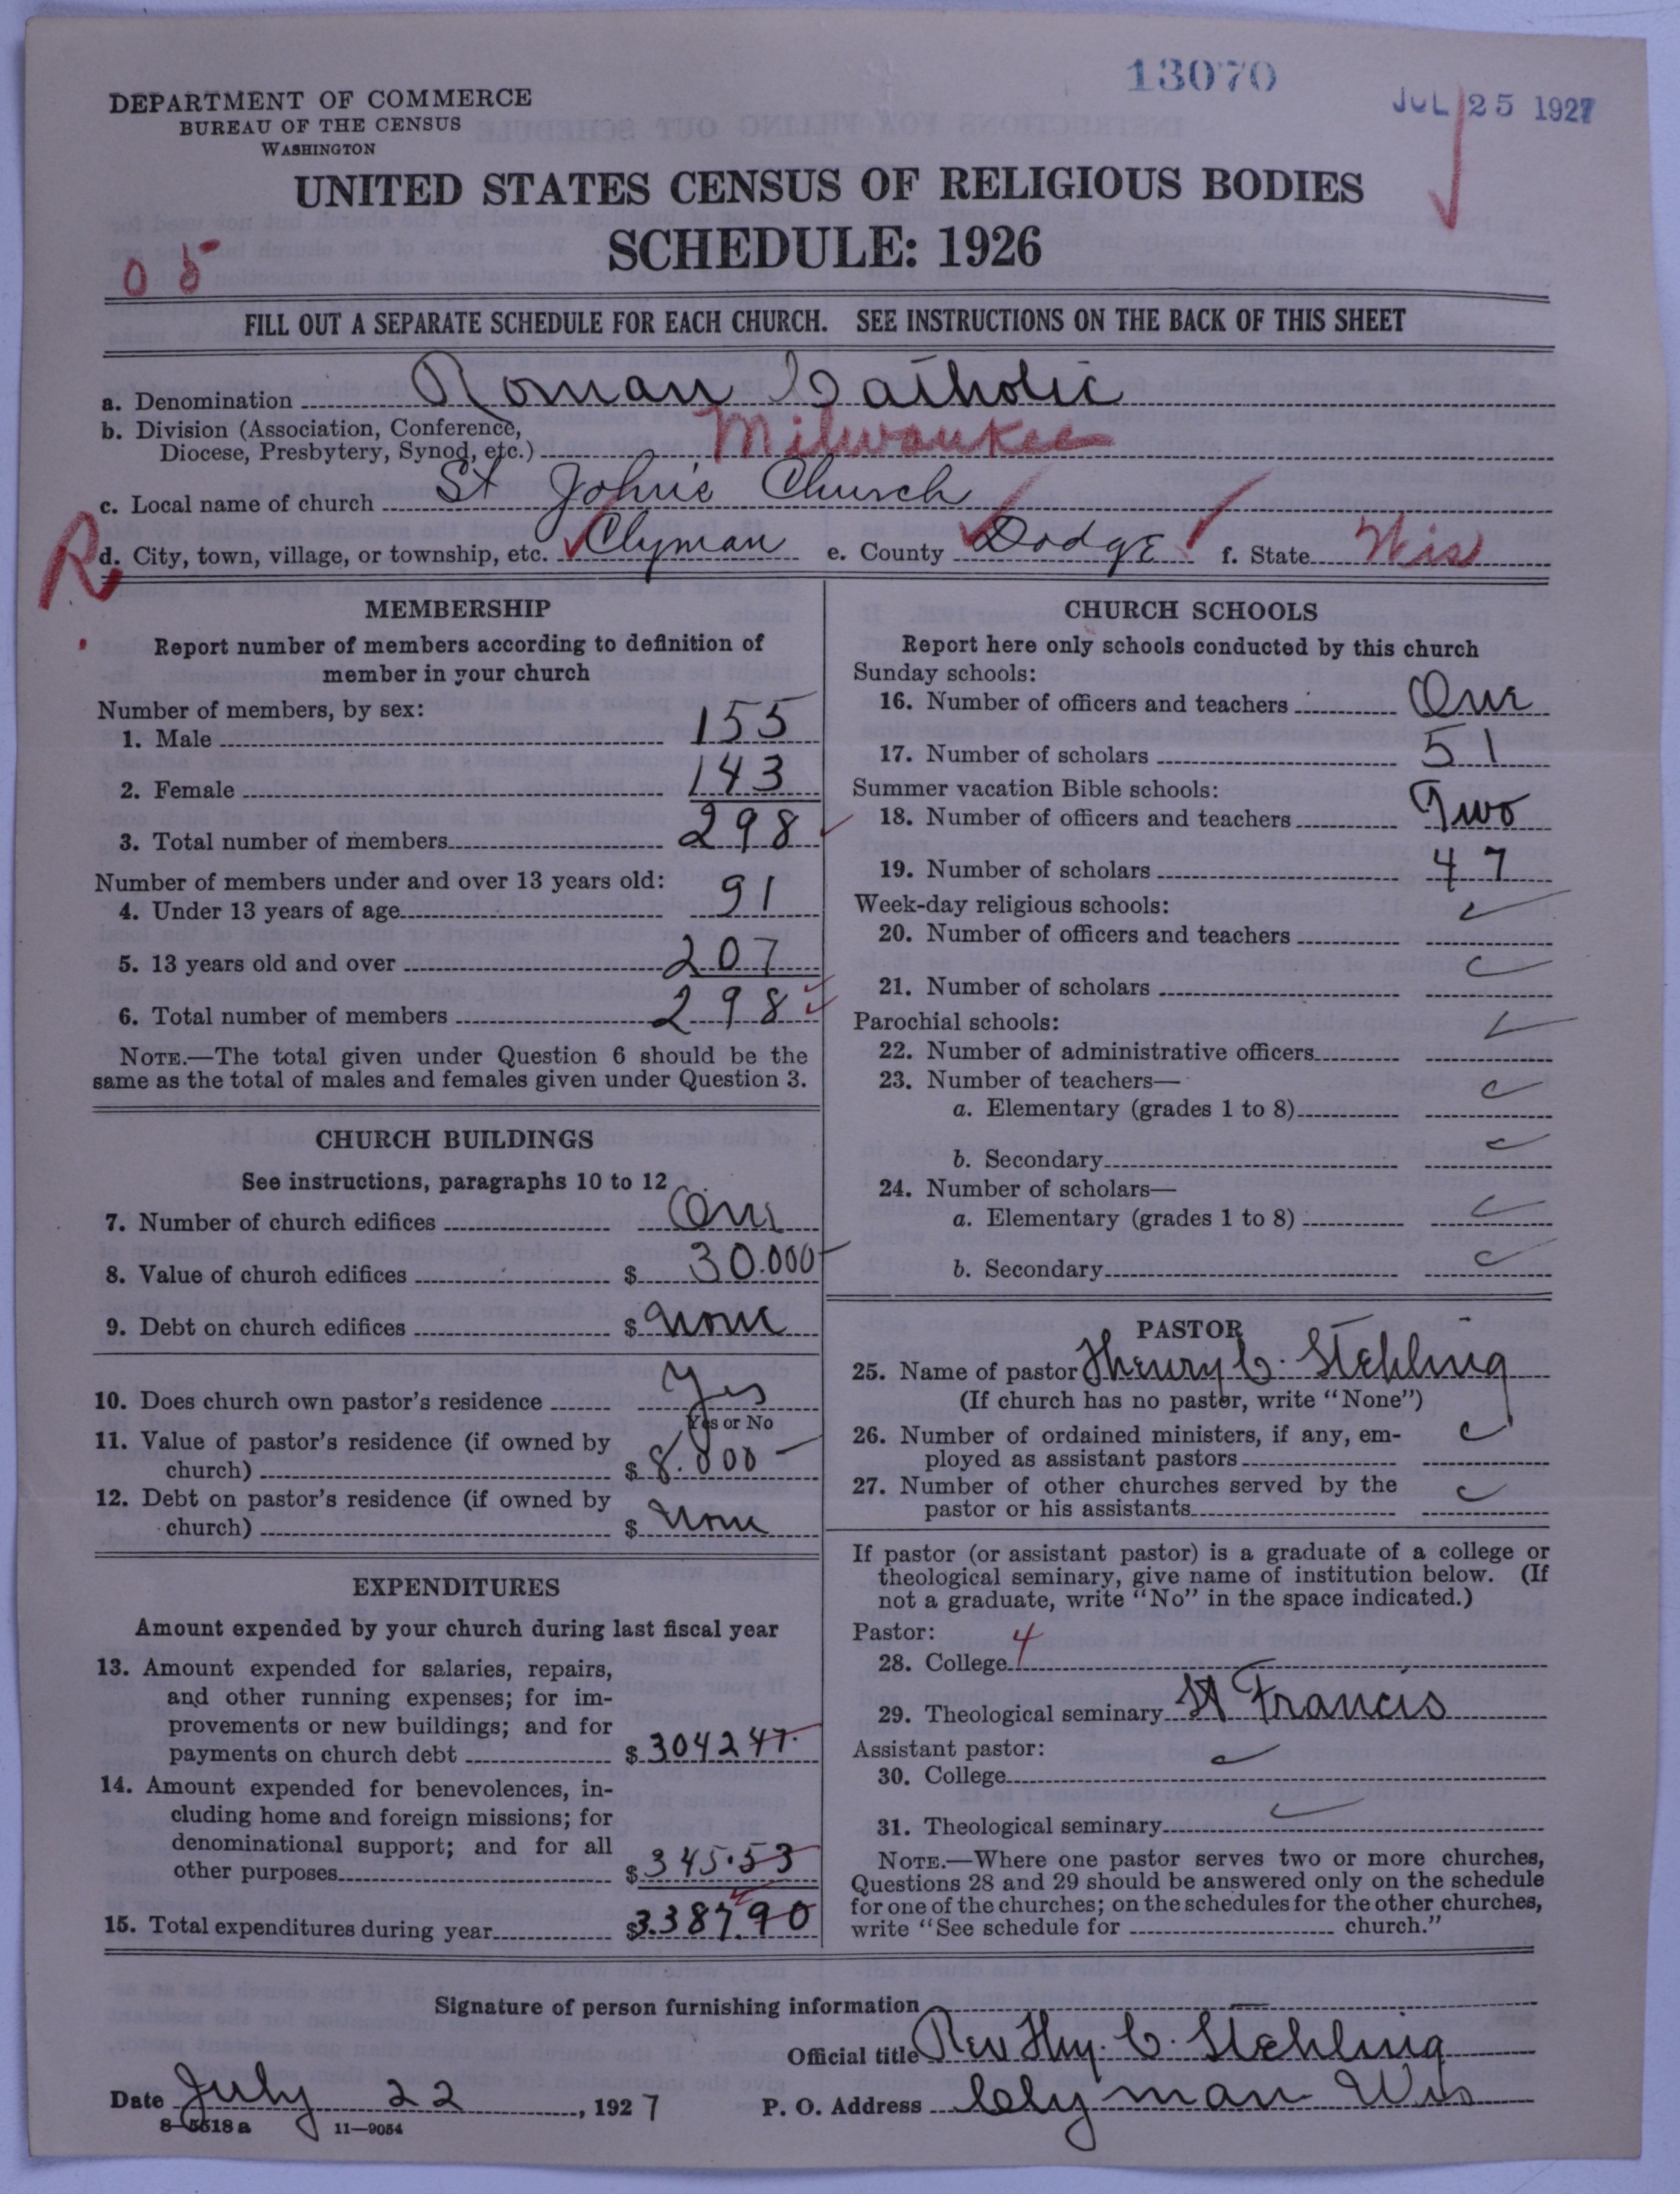 13070
JUL 25 1927
DEPARTMENT OF COMMERCE
BUREAU OF THE CENSUS
WASHINGTON
UNITED STATES CENSUS OF RELIGIOUS BODIES
SCHEDULE: 1926
05
FILL OUT A SEPARATE SCHEDULE FOR EACH CHURCH. SEE INSTRUCTIONS ON THE BACK OF THIS SHEET
a. Denomination Roman Catholic
b. Division (Association, Conference,
Diocese, Presbytery, Synod, etc.) Milwaukee
c. Local name of church St John's Church
R
d. City, town, village, or township, etc. Clyman e. County Dodge f. State Wis
MEMBERSHIP
Report number of members according to definition of
member in your church
Number of members, by sex:
1. Male 155
2. Female 143
3. Total number of members 298
Number of members under and over 13 years old:
4. Under 13 years of age 91
5. 13 years old and over 207
6. Total number of members 298
NOTE.—The total given under Question 6 should be the
same as the total of males and females given under Question 3.
CHURCH BUILDINGS
See instructions, paragraphs 10 to 12
7. Number of church edifices One
8. Value of church edifices $ 30.000
9. Debt on church edifices $ None
10. Does church own pastor's residence Yes
Yes or No
11. Value of pastor's residence (if owned by
church) $ 8.000
12. Debt on pastor's residence (if owned by
church) $ None
EXPENDITURES
Amount expended by your church during last fiscal year
13. Amount expended for salaries, repairs,
and other running expenses; for im-
provements or new buildings; and for
payments on church debt $ 304247
14. Amount expended for benevolences, in-
cluding home and foreign missions; for
denominational support; and for all
other purposes $ 345.53
15. Total expenditures during year $ 3.387.90
CHURCH SCHOOLS
Report here only schools conducted by this church
Sunday schools:
16. Number of officers and teachers One
17. Number of scholars 51
Summer vacation Bible schools:
18. Number of officers and teachers Two
19. Number of scholars 47
Week-day religious schools:
20. Number of officers and teachers
21. Number of scholars
Parochial schools:
22. Number of administrative officers
23. Number of teachers—
a. Elementary (grades 1 to 8)
b. Secondary
24. Number of scholars—
a. Elementary (grades 1 to 8)
b. Secondary
PASTOR
25. Name of pastor Henry C. Stehling
(If church has no pastor, write "None")
26. Number of ordained ministers, if any, em-
ployed as assistant pastors
27. Number of other churches served by the
pastor or his assistants
If pastor (or assistant pastor) is a graduate of a college or
theological seminary, give name of institution below. (If
not a graduate, write "No" in the space indicated.)
Pastor:
28. College 4
29. Theological seminary St Francis
Assistant pastor:
30. College
31. Theological seminary
NOTE.—Where one pastor serves two or more churches,
Questions 28 and 29 should be answered only on the schedule
for one of the churches; on the schedules for the other churches,
write "See schedule for church."
Signature of person furnishing information
Official title Rev Hry. C. Stehling
Date July 22, 1927 P. O. Address Clyman Wis
8-5518 a 11-9054